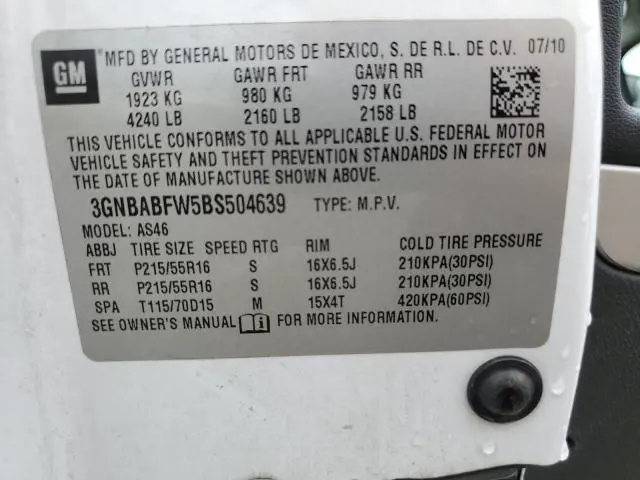 GM
MFD BY GENERAL MOTORS DE MEXICO, S. DE R.L. DE C.V. 07/10
GVWR GAWR FRT GAWR RR
1923 KG 980 KG 979 KG
4240 LB 2160 LB 2158 LB
THIS VEHICLE CONFORMS TO ALL APPLICABLE U.S. FEDERAL MOTOR
VEHICLE SAFETY AND THEFT PREVENTION STANDARDS IN EFFECT ON
THE DATE OF MANUFACTURE SHOWN ABOVE.
3GNBABFW5BS504639 TYPE: M.P.V.
MODEL: AS46
ABBJ TIRE SIZE SPEED RTG RIM COLD TIRE PRESSURE
FRT P215/55R16 S 16X6.5J 210KPA(30PSI)
RR P215/55R16 S 16X6.5J 210KPA(30PSI)
SPA T115/70D15 M 15X4T 420KPA(60PSI)
SEE OWNER'S MANUAL FOR MORE INFORMATION.